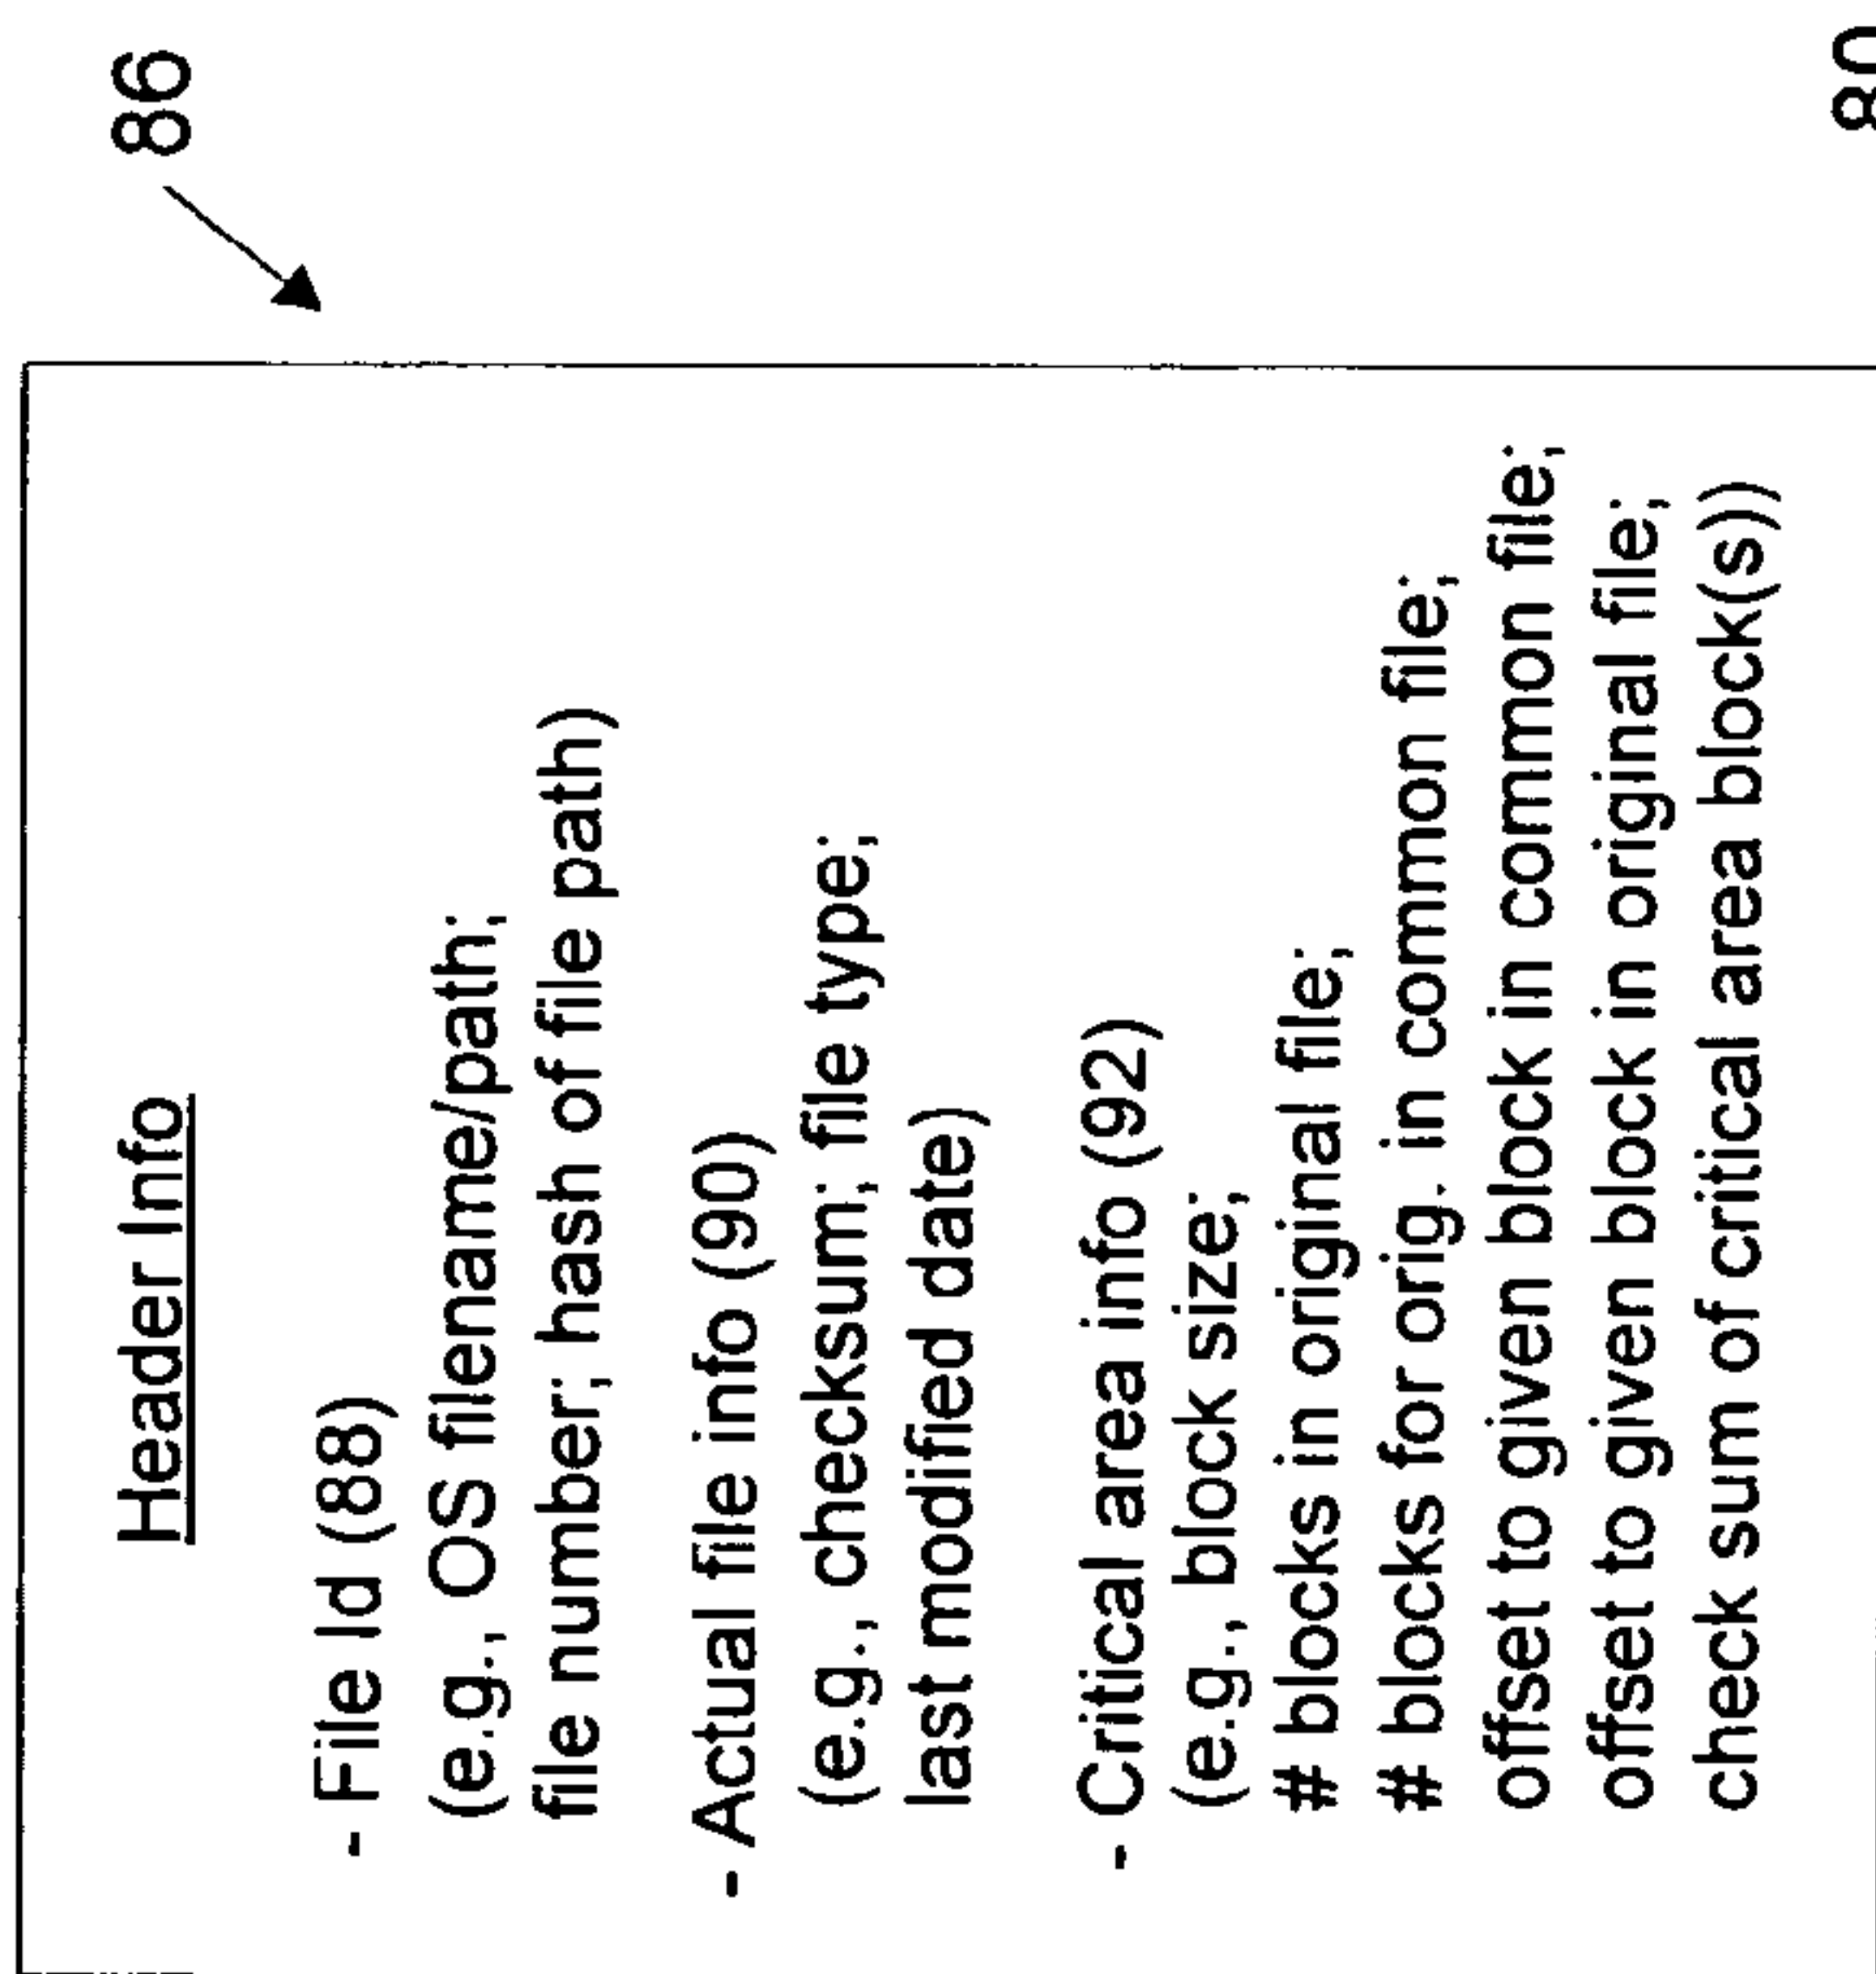 86
Header Info
- File Id (88)
(e.g., OS filename/path;
file number; hash of file path)
- Actual file info (90)
(e.g., checksum; file type;
last modified date)
- Critical area info (92)
(e.g., block size;
# blocks in original file;
# blocks for orig. in common file;
offset to given block in common file;
offset to given block in original file;
check sum of critical area block(s))